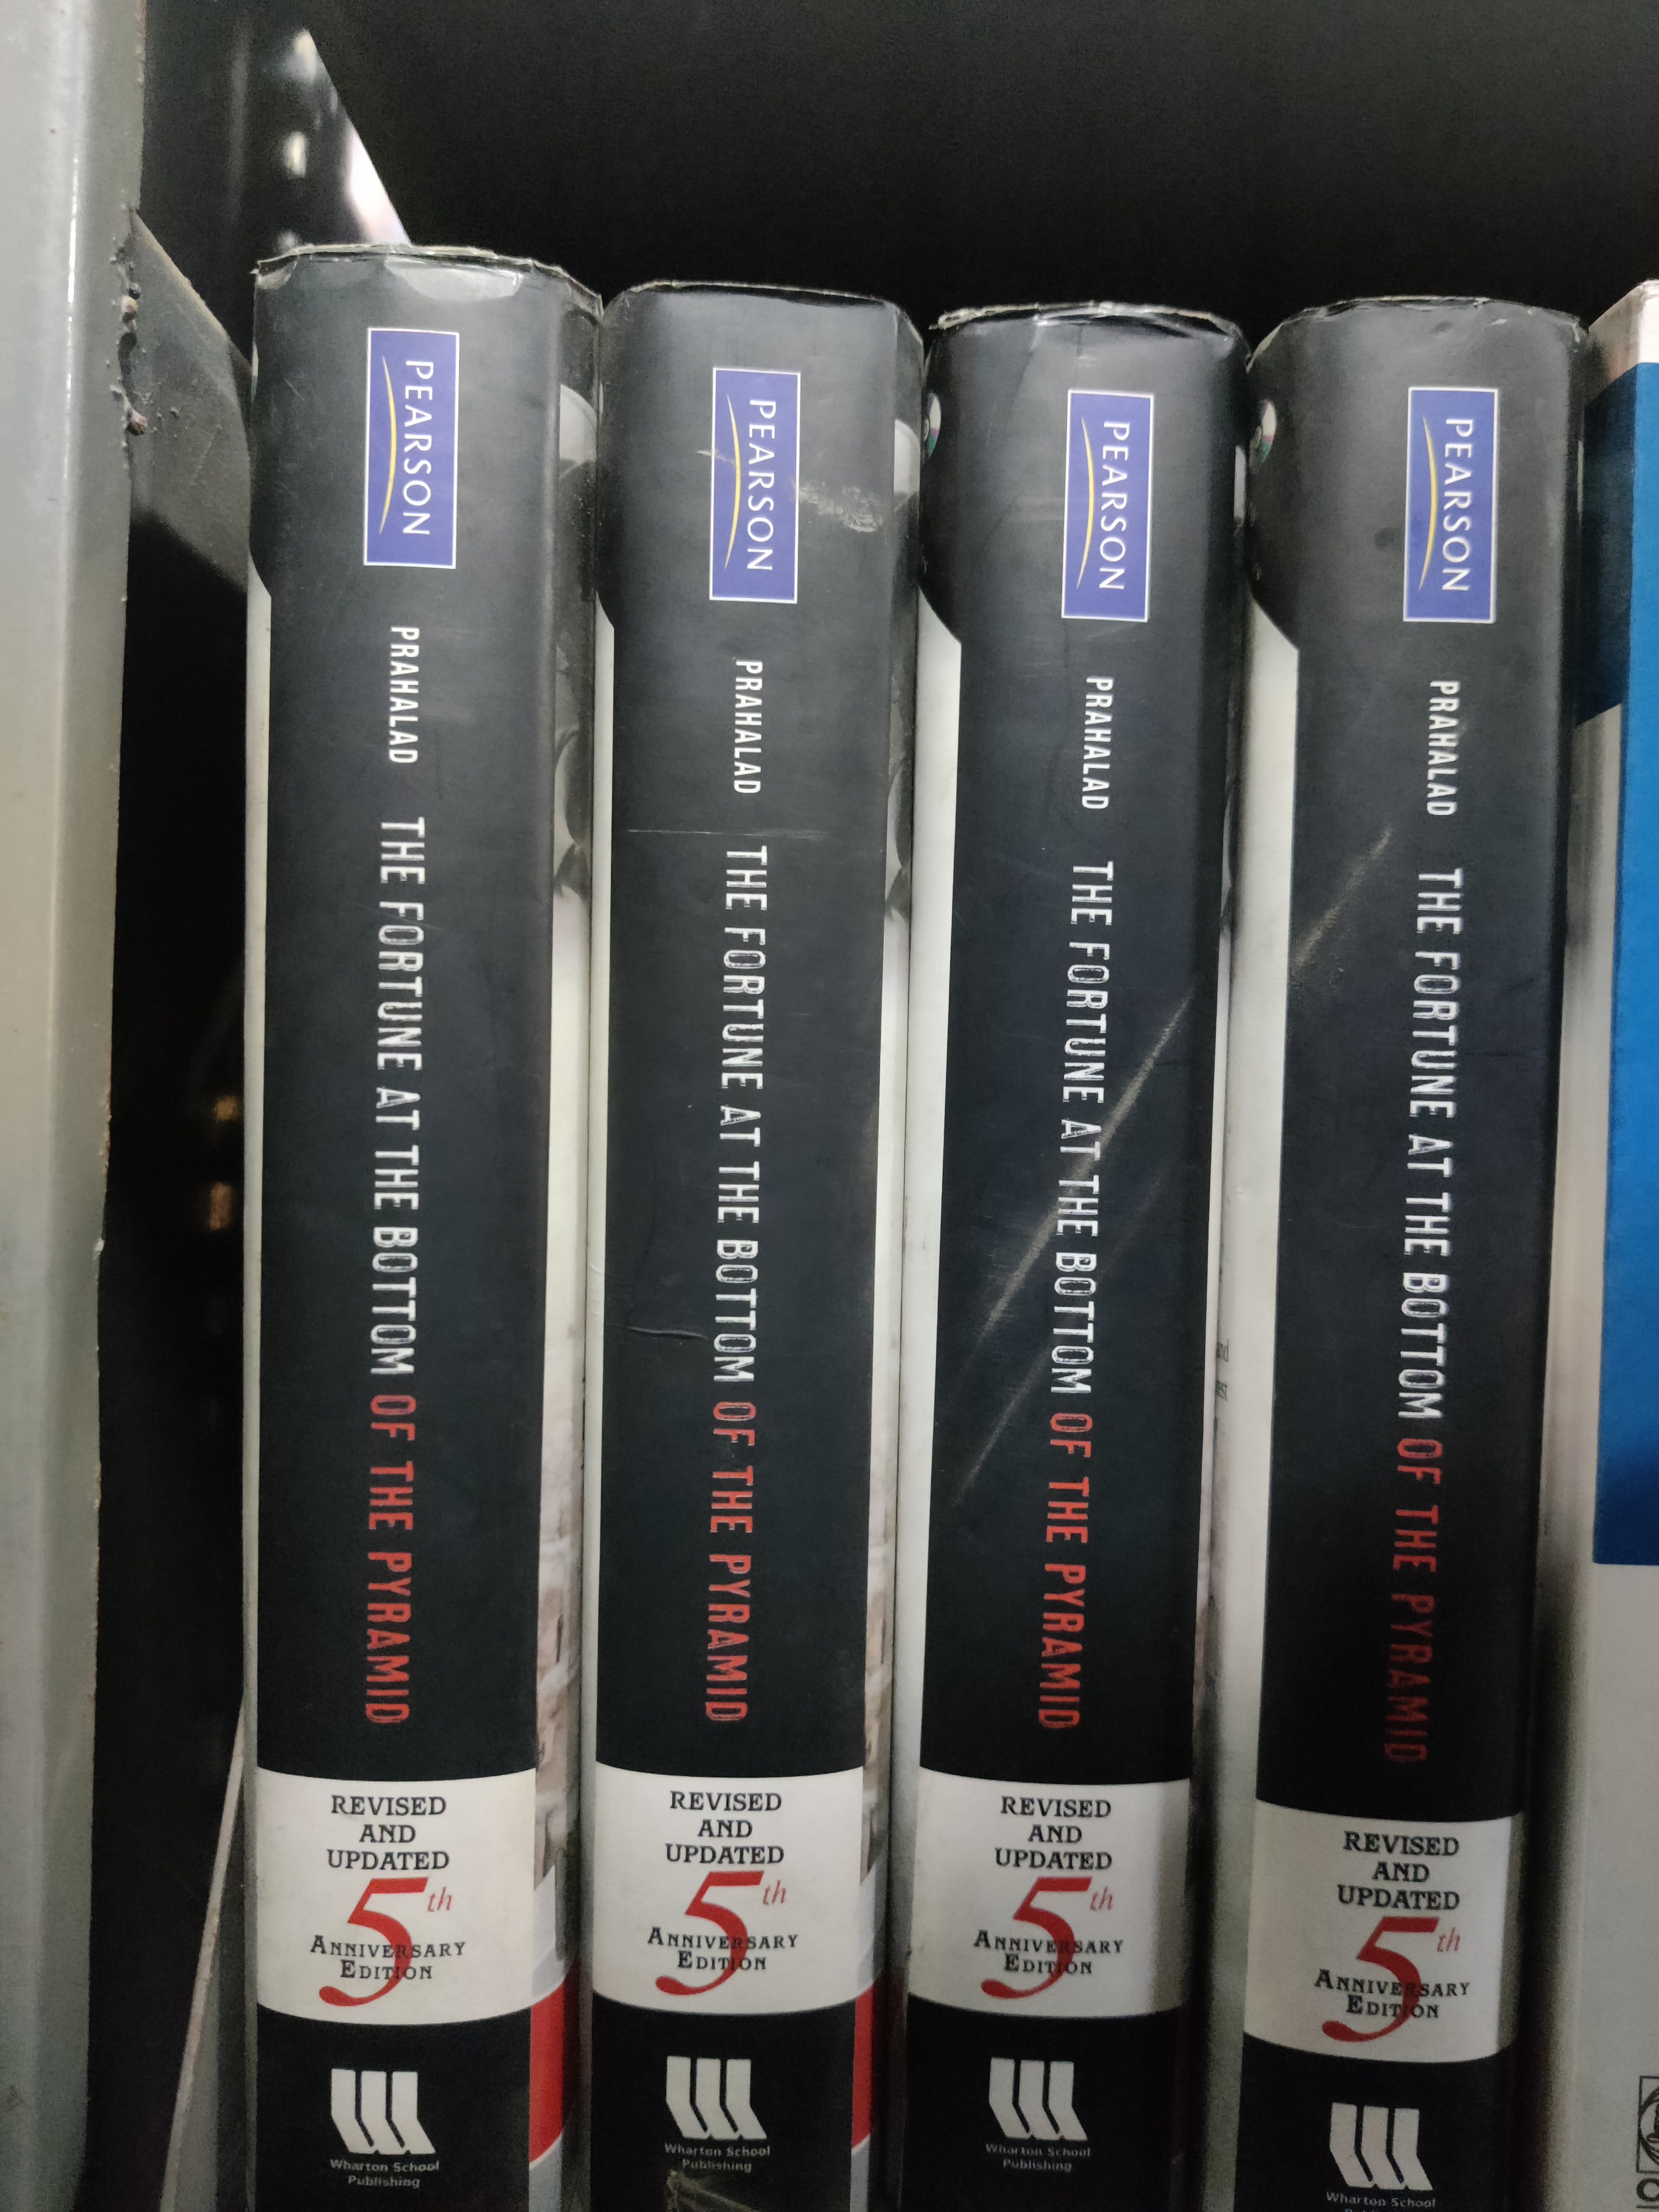 PEARSON
PRAHALAD
THE FORTUNE AT THE BOTTOM OF THE PYRAMID
REVISED
AND
UPDATED
5th
ANNIVERSARY
EDITION
Wharton School
Publishing
PEARSON
PRAHALAD
THE FORTUNE AT THE BOTTOM OF THE PYRAMID
REVISED
AND
UPDATED
5th
ANNIVERSARY
EDITION
Wharton School
Publishing
PEARSON
PRAHALAD
THE FORTUNE AT THE BOTTOM OF THE PYRAMID
REVISED
AND
UPDATED
5th
ANNIVERSARY
EDITION
Wharton School
Publishing
PEARSON
PRAHALAD
THE FORTUNE AT THE BOTTOM OF THE PYRAMID
REVISED
AND
UPDATED
5th
ANNIVERSARY
EDITION
Wharton School